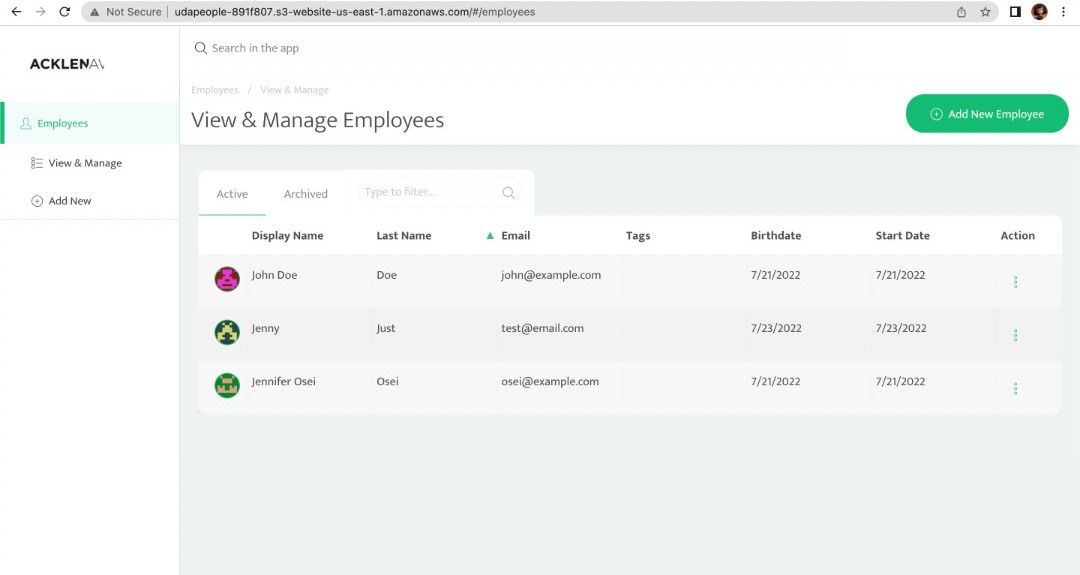 Not Secure | udapeople-891f807.s3-website-us-east-1.amazonaws.com/#/employees
ACKLENAV
Search in the app
Employees / View & Manage
View & Manage Employees
Add New Employee
Employees
View & Manage
Add New
Active Archived Type to filter...
Display Name Last Name Email Tags Birthdate Start Date Action
John Doe Doe john@example.com 7/21/2022 7/21/2022
Jenny Just test@email.com 7/23/2022 7/23/2022
Jennifer Osei Osei osei@example.com 7/21/2022 7/21/2022